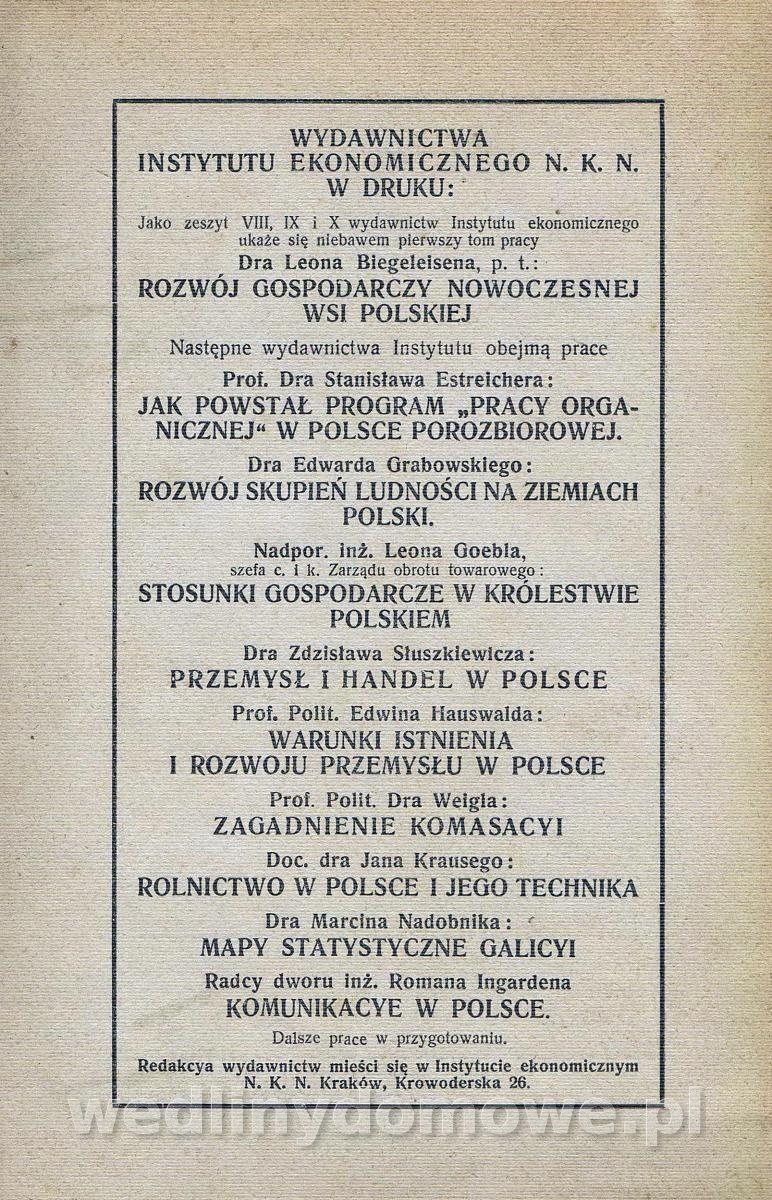 WYDAWNICTWA
INSTYTUTU EKONOMICZNEGO N. K. N.
W DRUKU:
Jako zeszyt VIII, IX i X wydawnictw Instytutu ekonomicznego
ukaże się niebawem pierwszy tom pracy
Dra Leona Biegeleisena, p. t.:
ROZWÓJ GOSPODARCZY NOWOCZESNEJ
WSI POLSKIEJ
Następne wydawnictwa Instytutu obejmą prace
Prof. Dra Stanisława Estreichera:
JAK POWSTAŁ PROGRAM „PRACY ORGA-
NICZNEJ“ W POLSCE POROZBIOROWEJ.
Dra Edwarda Grabowskiego:
ROZWÓJ SKUPIEŃ LUDNOŚCI NA ZIEMIACH
POLSKI.
Nadpor. inż. Leona Goebla,
szefa c. i k. Zarządu obrotu towarowego:
STOSUNKI GOSPODARCZE W KRÓLESTWIE
POLSKIEM
Dra Zdzisława Słuszkiewicza:
PRZEMYSŁ I HANDEL W POLSCE
Prof. Polit. Edwina Hauswalda:
WARUNKI ISTNIENIA
I ROZWOJU PRZEMYSŁU W POLSCE
Prof. Polit. Dra Weigla:
ZAGADNIENIE KOMASACYI
Doc. dra Jana Krausego:
ROLNICTWO W POLSCE I JEGO TECHNIKA
Dra Marcina Nadobnika:
MAPY STATYSTYCZNE GALICYI
Radcy dworu inż. Romana Ingardena
KOMUNIKACYE W POLSCE.
Dalsze prace w przygotowaniu.
Redakcya wydawnictw mieści się w Instytucie ekonomicznym
N. K. N. Kraków, Krowoderska 26.
wedlinydomowe.pl